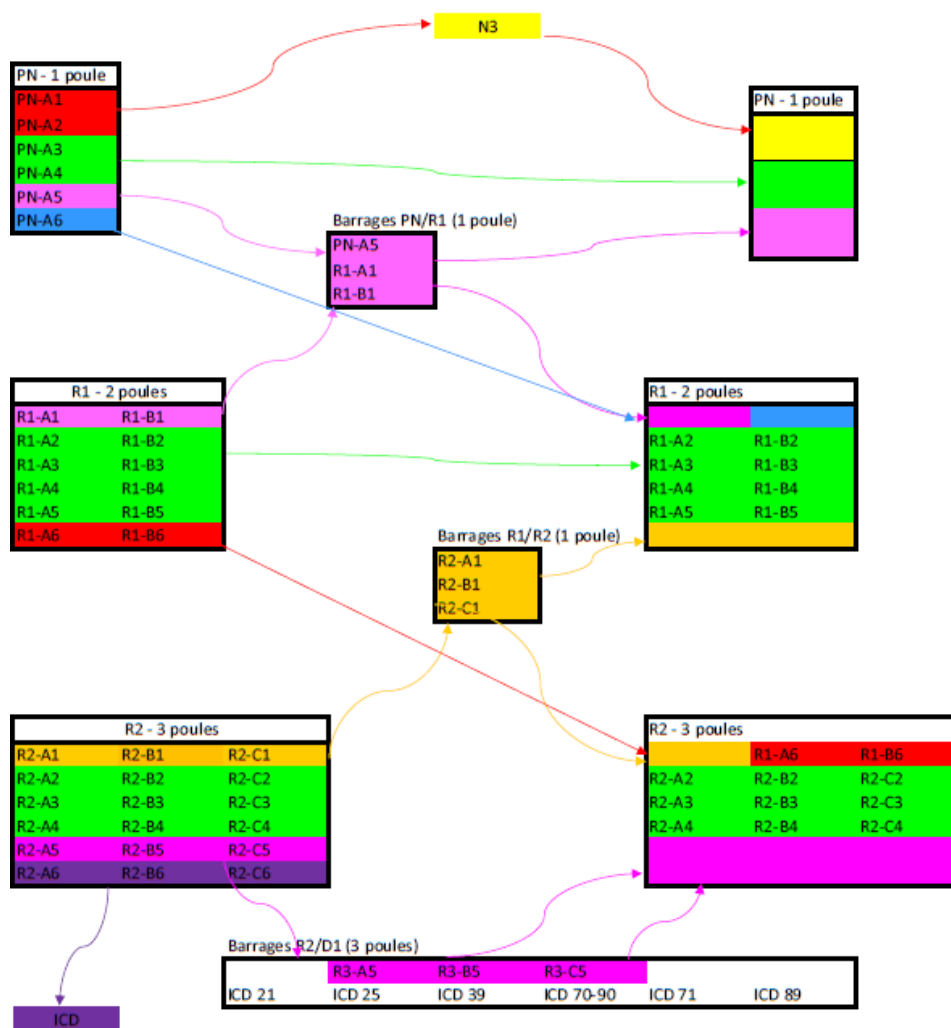 N3
PN - 1 poule
PN-A1
PN-A2
PN-A3
PN-A4
PN-A5
PN-A6
PN - 1 poule
Barrages PN/R1 (1 poule)
PN-A5
R1-A1
R1-B1
R1 - 2 poules
R1-A1 R1-B1
R1-A2 R1-B2
R1-A3 R1-B3
R1-A4 R1-B4
R1-A5 R1-B5
R1-A6 R1-B6
R1 - 2 poules
R1-A2 R1-B2
R1-A3 R1-B3
R1-A4 R1-B4
R1-A5 R1-B5
Barrages R1/R2 (1 poule)
R2-A1
R2-B1
R2-C1
R2 - 3 poules
R2-A1 R2-B1 R2-C1
R2-A2 R2-B2 R2-C2
R2-A3 R2-B3 R2-C3
R2-A4 R2-B4 R2-C4
R2-A5 R2-B5 R2-C5
R2-A6 R2-B6 R2-C6
R2 - 3 poules
R1-A6 R1-B6
R2-A2 R2-B2 R2-C2
R2-A3 R2-B3 R2-C3
R2-A4 R2-B4 R2-C4
Barrages R2/D1 (3 poules)
R3-A5 R3-B5 R3-C5
ICD 21 ICD 25 ICD 39 ICD 70-90 ICD 71 ICD 89
ICD